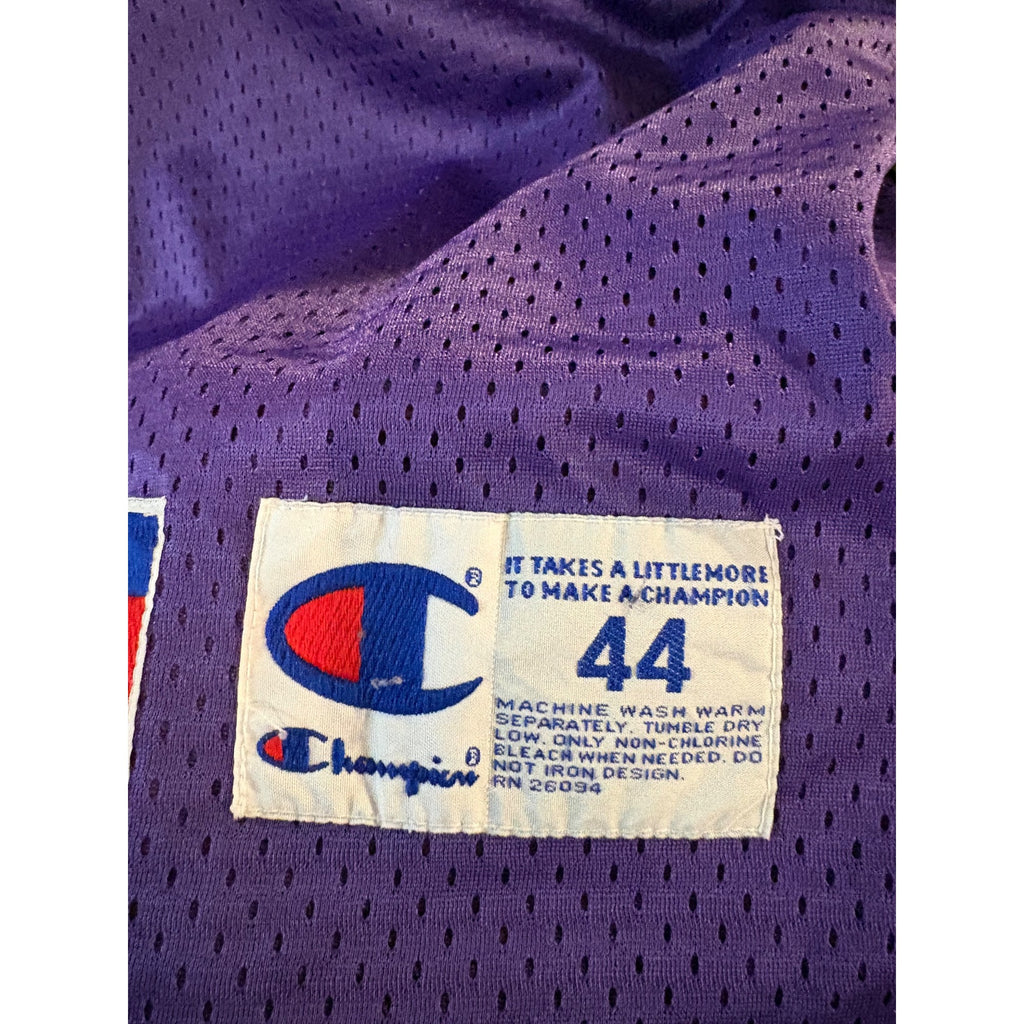 ®
IT TAKES A LITTLEMORE
TO MAKE A CHAMPION
44
MACHINE WASH WARM
SEPARATELY. TUMBLE DRY
LOW. ONLY NON-CHLORINE
BLEACH WHEN NEEDED. DO
NOT IRON DESIGN.
RN 26094
Champion®